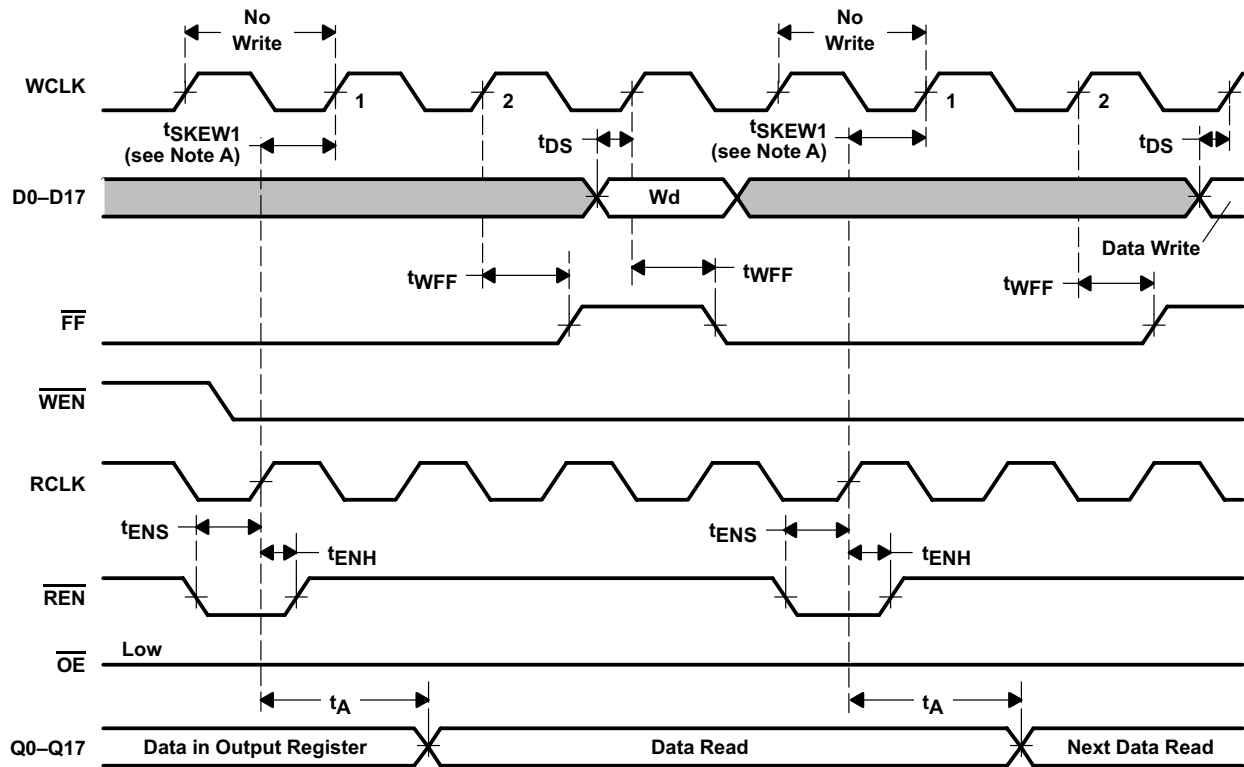 No
Write
No
Write
WCLK
1
2
1
2
tSKEW1
(see Note A)
tDS
tSKEW1
(see Note A)
tDS
D0–D17
Wd
Data Write
tWFF
tWFF
tWFF
FF
WEN
RCLK
tENS
tENH
tENS
tENH
REN
OE
Low
tA
tA
Q0–Q17
Data in Output Register
Data Read
Next Data Read